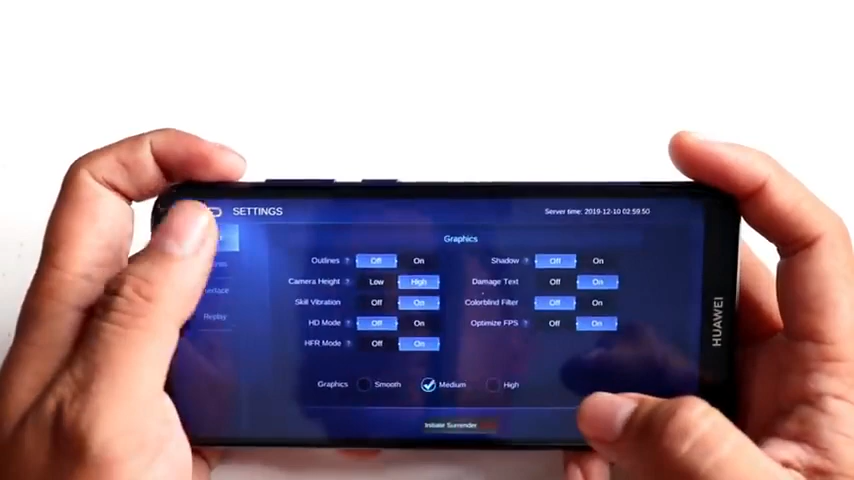 SETTINGS
Server time: 2019-12-10 02:59:50
Graphics
Outlines ? Off On
Shadow ? Off On
Camera Height ? Low High
Damage Text Off On
Skill Vibration Off On
Colorblind Filter ? Off On
HD Mode ? Off On
Optimize FPS ? Off On
HFR Mode ? Off On
Replay
Graphics Smooth Medium High
Initiate Surrender
HUAWEI